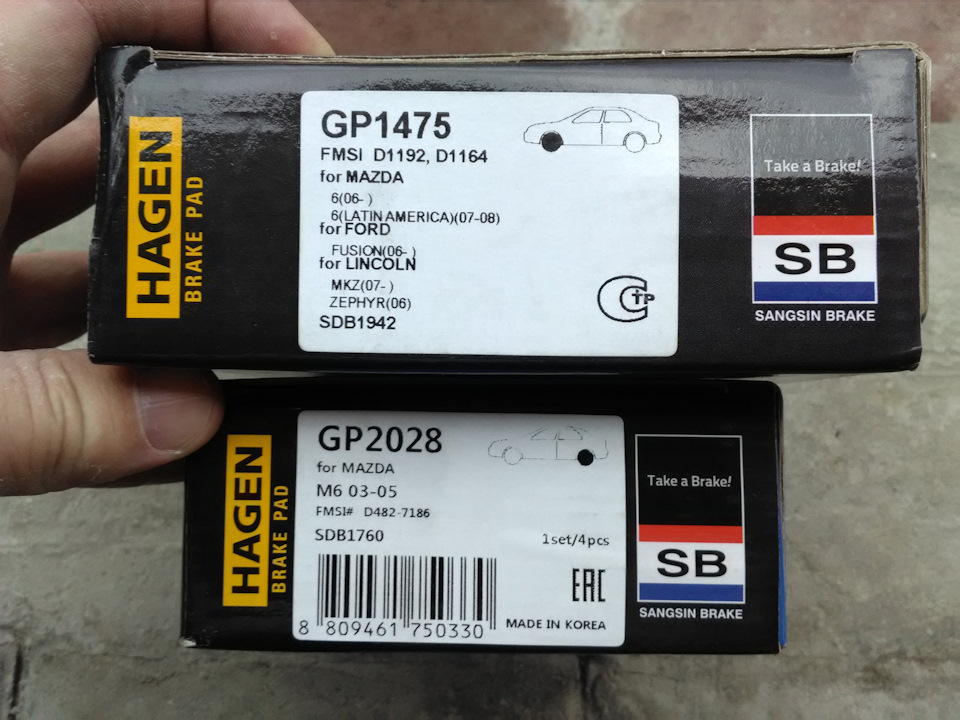 HAGEN
BRAKE PAD
GP1475
FMSI D1192, D1164
for MAZDA
6(06- )
6(LATIN AMERICA)(07-08)
for FORD
FUSION(06- )
for LINCOLN
MKZ(07- )
ZEPHYR(06)
SDB1942
Take a Brake!
SB
SANGSIN BRAKE
HAGEN
BRAKE PAD
GP2028
for MAZDA
M6 03-05
FMSI# D482-7186
SDB1760
1set/4pcs
EAC
8 809461 750330
MADE IN KOREA
Take a Brake!
SB
SANGSIN BRAKE